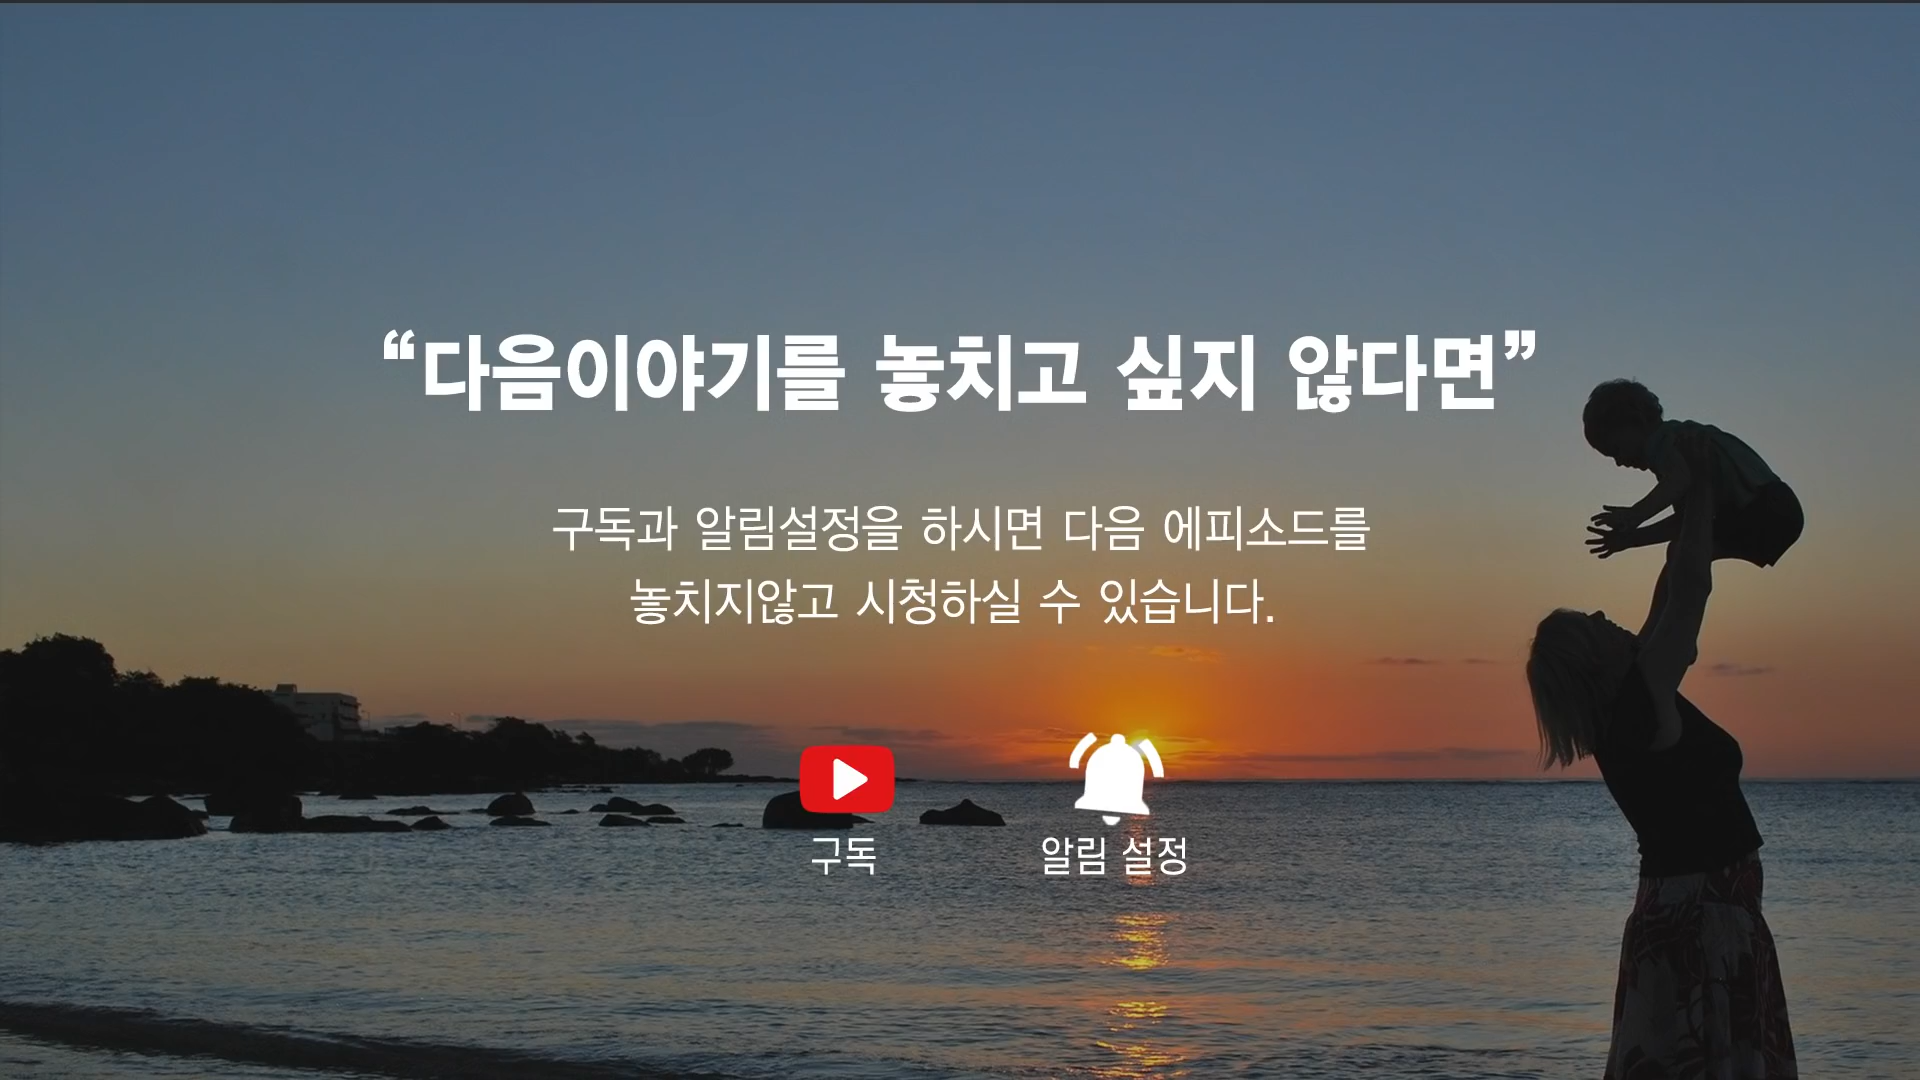 “다음이야기를 놓치고 싶지 않다면”
구독과 알림설정을 하시면 다음 에피소드를
놓치지않고 시청하실 수 있습니다.
구독
알림 설정